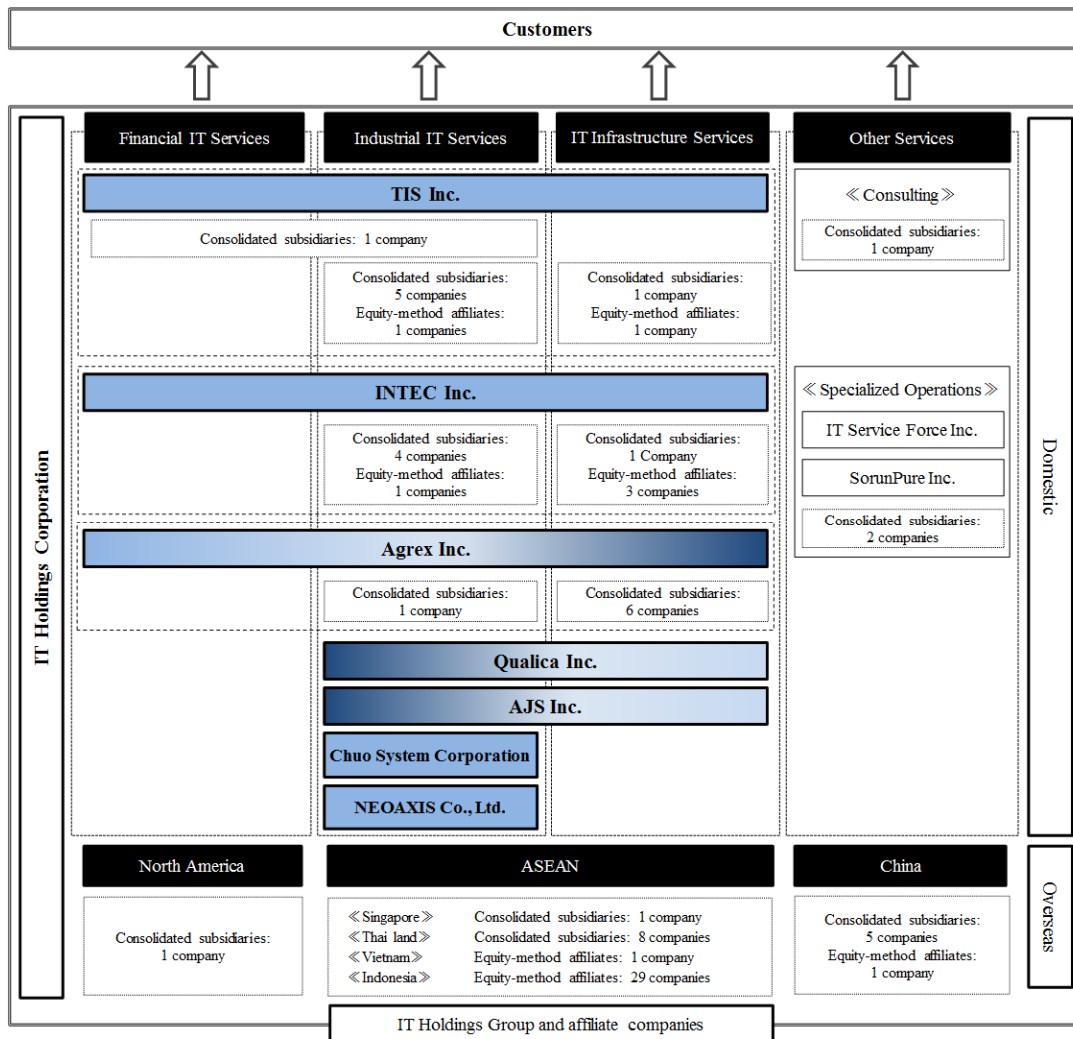 Customers
IT Holdings Corporation
Financial IT Services
Industrial IT Services
IT Infrastructure Services
Other Services
TIS Inc.
Consolidated subsidiaries: 1 company
Consolidated subsidiaries:
5 companies
Equity-method affiliates:
1 companies
Consolidated subsidiaries:
1 company
Equity-method affiliates:
1 company
≪Consulting≫
Consolidated subsidiaries:
1 company
INTEC Inc.
Consolidated subsidiaries:
4 companies
Equity-method affiliates:
1 companies
Consolidated subsidiaries:
1 Company
Equity-method affiliates:
3 companies
≪Specialized Operations≫
IT Service Force Inc.
SorunPure Inc.
Consolidated subsidiaries:
2 companies
Agrex Inc.
Consolidated subsidiaries:
1 company
Consolidated subsidiaries:
6 companies
Qualica Inc.
AJS Inc.
Chuo System Corporation
NEOAXIS Co., Ltd.
Domestic
North America
ASEAN
China
Consolidated subsidiaries:
1 company
≪Singapore≫ Consolidated subsidiaries: 1 company
≪Thai land≫ Consolidated subsidiaries: 8 companies
≪Vietnam≫ Equity-method affiliates: 1 company
≪Indonesia≫ Equity-method affiliates: 29 companies
Consolidated subsidiaries:
5 companies
Equity-method affiliates:
1 company
Overseas
IT Holdings Group and affiliate companies